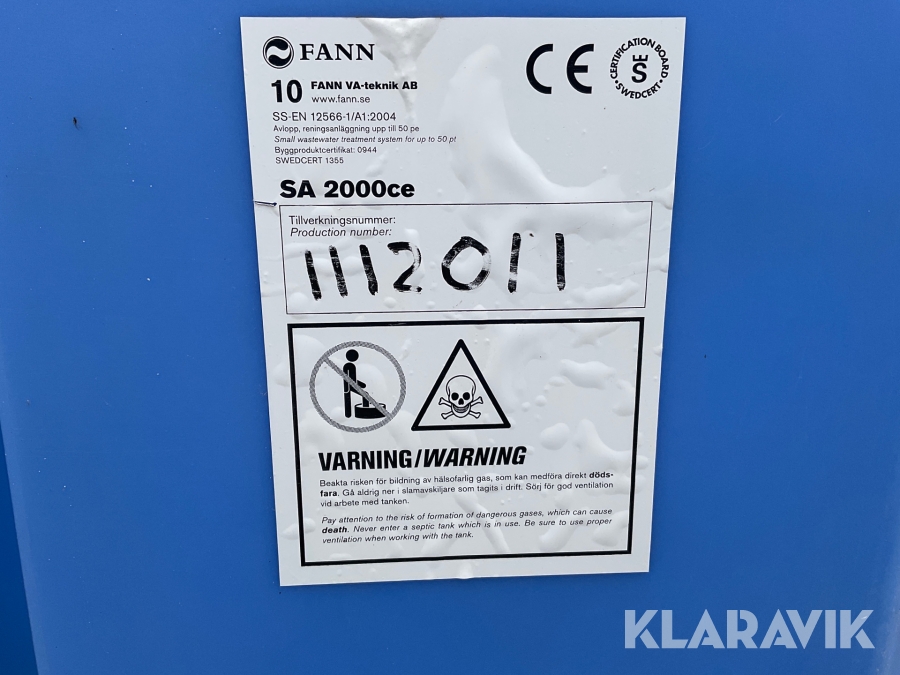 FANN
10 FANN VA-teknik AB
www.fann.se
SS-EN 12566-1/A1:2004
Avlopp, reningsanläggning upp till 50 pe
Small wastewater treatment system for up to 50 pt
Byggproduktcertifikat: 0944
SWEDCERT 1355
CE
CERTIFICATION BOARD
S
• SWEDCERT •
SA 2000ce
Tillverkningsnummer:
Production number:
1112011
VARNING/WARNING
Beakta risken för bildning av hälsofarlig gas, som kan medföra direkt döds-
fara. Gå aldrig ner i slamavskiljare som tagits i drift. Sörj för god ventilation
vid arbete med tanken.
Pay attention to the risk of formation of dangerous gases, which can cause
death. Never enter a septic tank which is in use. Be sure to use proper
ventilation when working with the tank.
KLARAVIK